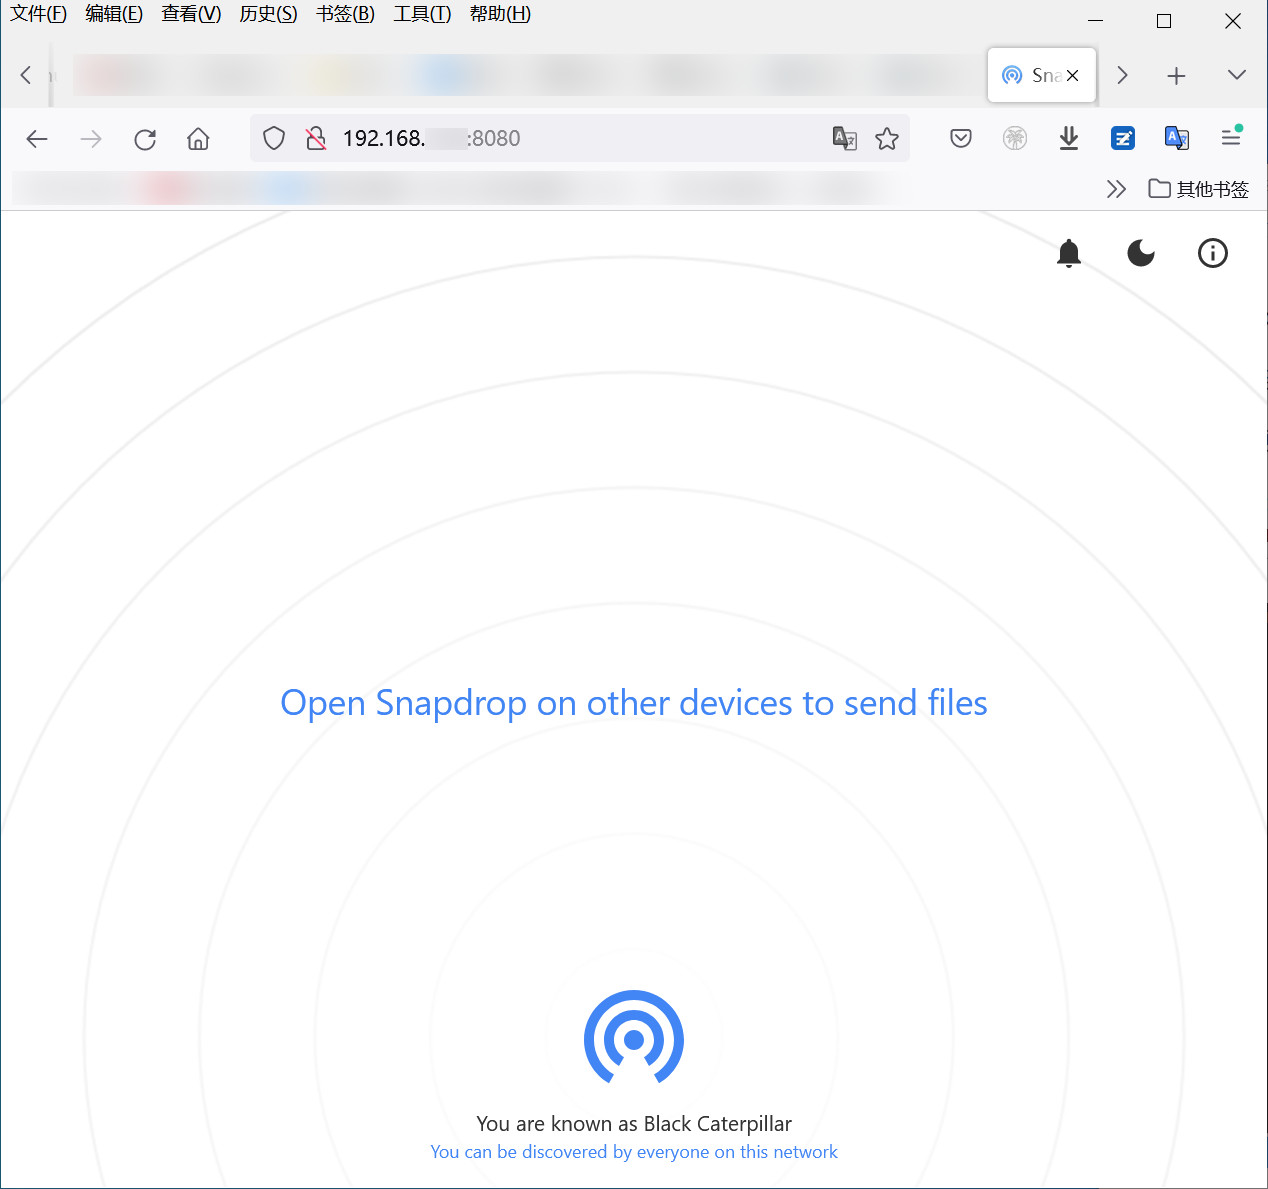 文件(F) 编辑(E) 查看(V) 历史(S) 书签(B) 工具(T) 帮助(H)
Sna
192.168. :8080
其他书签
Open Snapdrop on other devices to send files
You are known as Black Caterpillar
You can be discovered by everyone on this network